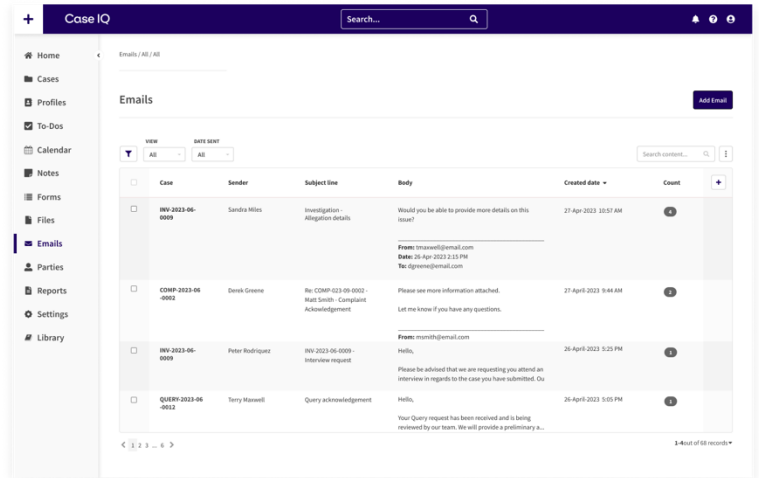 +
Case IQ
Search...
Home
Cases
Profiles
To-Dos
Calendar
Notes
Forms
Files
Emails
Parties
Reports
Settings
Library
Emails / All / All
Emails
Add Email
VIEW
DATE SENT
All
All
Search content...
Case Sender Subject line Body Created date Count +
INV-2023-06-
0009
Sandra Miles
Investigation -
Allegation details
Would you be able to provide more details on this
issue?
From: tmaxwell@email.com
Date: 26-Apr-2023 2:15 PM
To: dgreene@email.com
27-Apr-2023 10:57 AM
4
COMP-2023-06
-0002
Derek Greene
Re: COMP-023-09-0002 -
Matt Smith - Complaint
Acknowledgement
Please see more information attached.
Let me know if you have any questions.
From: msmith@email.com
27-April-2023 9:44 AM
2
INV-2023-06-
0009
Peter Rodriquez
INV-2023-06-0009 -
Interview request
Hello,
Please be advised that we are requesting you attend an
interview in regards to the case you have submitted. Ou
26-April-2023 5:25 PM
1
QUERY-2023-06
-0012
Terry Maxwell
Query acknowledgement
Hello,
Your Query request has been received and is being
reviewed by our team. We will provide a preliminary a...
26-April-2023 5:05 PM
1
1 2 3 ... 6
1-4out of 68 records